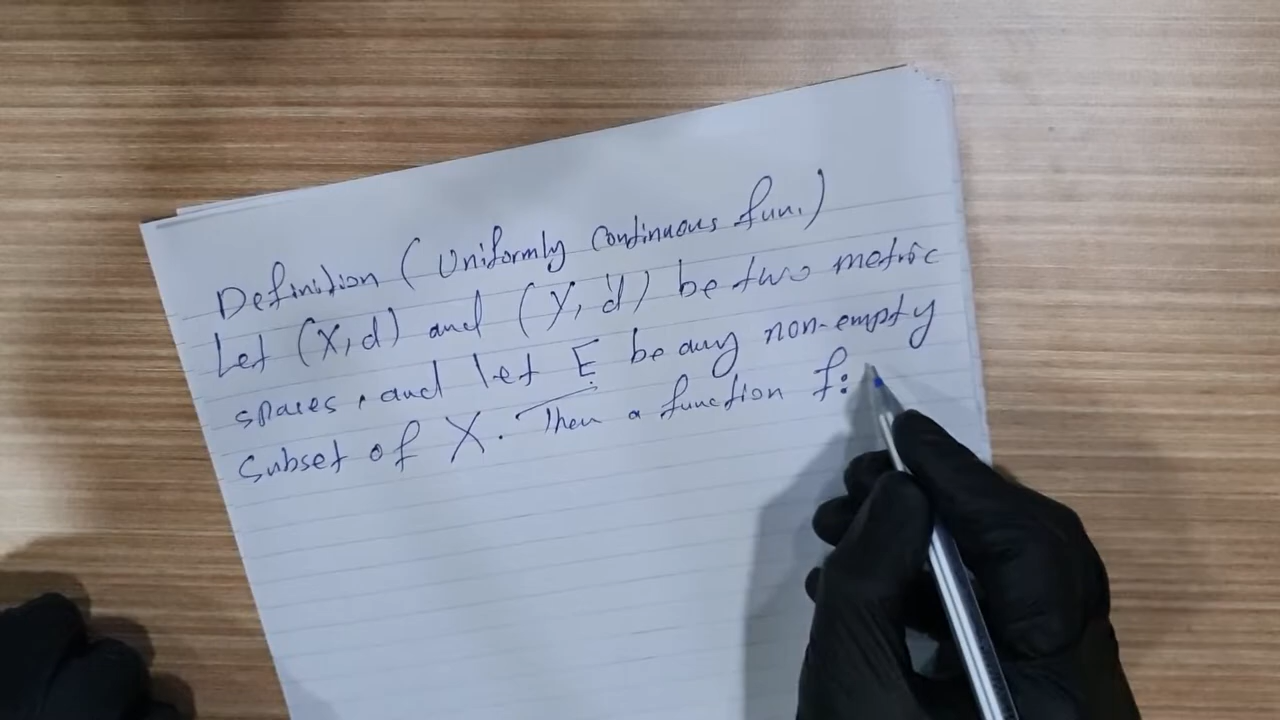 Definition (Uniformly Continuous fun.)
Let (X,d) and (Y,d') be two metric
spaces, and let E be any non-empty
subset of X. Then a function f: